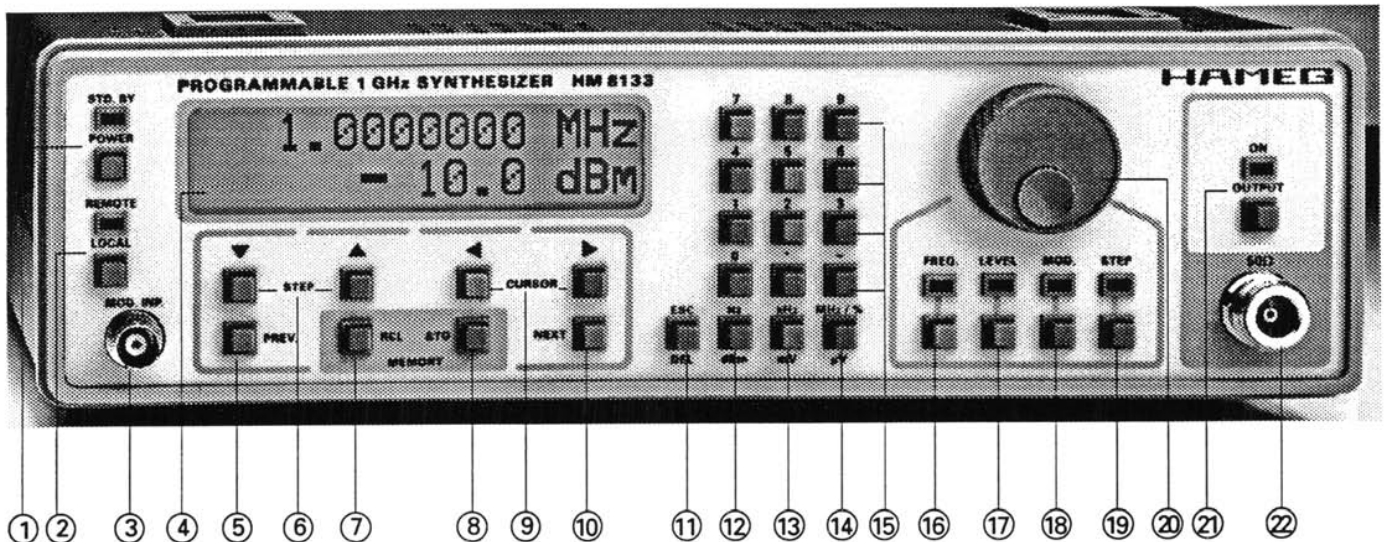 PROGRAMMABLE 1 GHz SYNTHESIZER HM 8133
HAMEG
STD. BY
POWER
REMOTE
LOCAL
MOD. INP.
1.0000000 MHz
- 10.0 dBm
▼ ▲ ◀ ▶
STEP CURSOR
PREV. RCL STO NEXT
MEMORY
7 8 9
4 5 6
1 2 3
0 . -
ESC Hz kHz MHz / %
DEL dBm mV µV
FREQ. LEVEL MOD. STEP
ON
OUTPUT
50Ω
① ② ③ ④ ⑤ ⑥ ⑦ ⑧ ⑨ ⑩ ⑪ ⑫ ⑬ ⑭ ⑮ ⑯ ⑰ ⑱ ⑲ ⑳ ㉑ ㉒